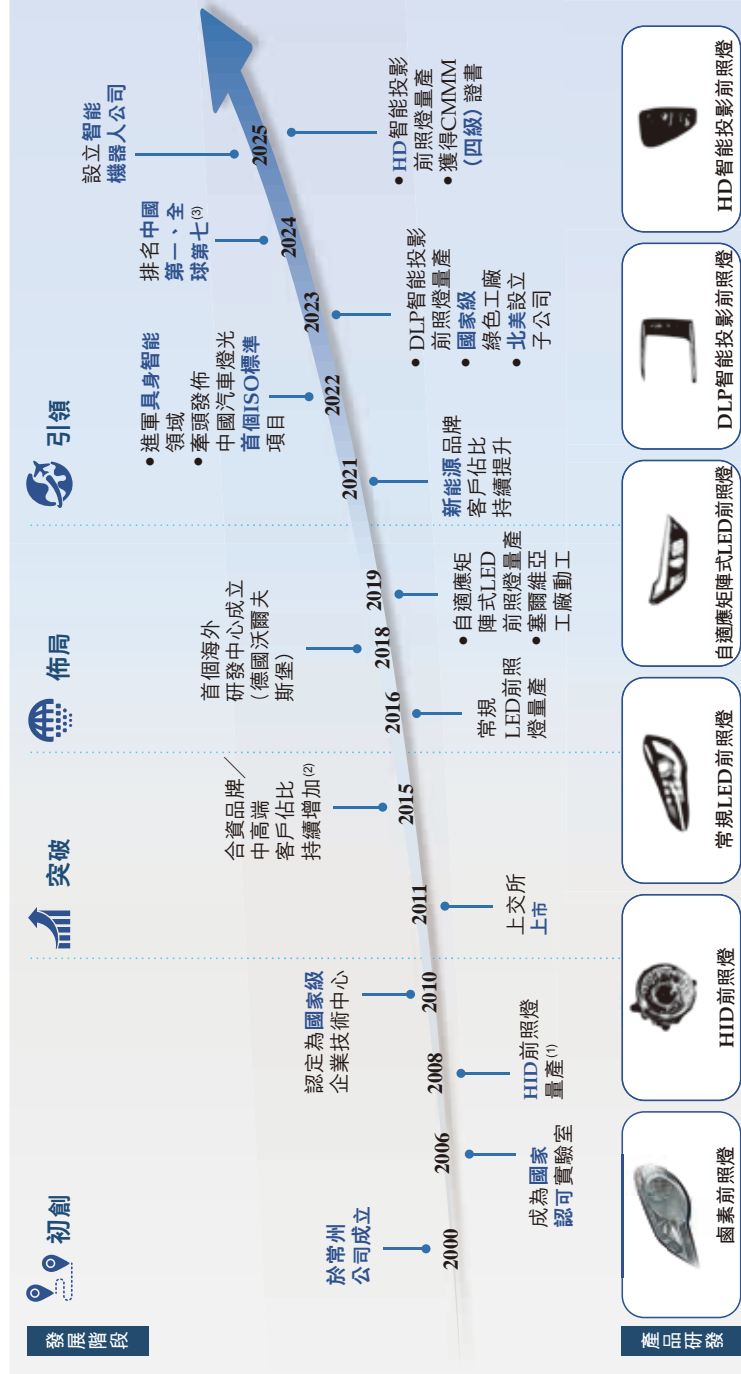 發展階段
初創
突破
佈局
引領
於常州
公司成立
2000
2006
成為國家
認可實驗室
2008
HID前照燈
量產(1)
認定為國家級
企業技術中心
2010
2011
上交所
上市
合資品牌／
中高端
客戶佔比
持續增加(2)
2015
2016
常規
LED前照
燈量產
首個海外
研發中心成立
（德國沃爾夫
斯堡）
2018
2019
•自適應矩
陣式LED
前照燈量產
•塞爾維亞
工廠動工
2021
新能源品牌
客戶佔比
持續提升
•進軍具身智能
領域
•牽頭發佈
中國汽車燈光
首個ISO標準
項目
2022
2023
•DLP智能投影
前照燈量產
•國家級
綠色工廠
•北美設立
子公司
排名中國
第一、全
球第七(3)
2024
設立智能
機器人公司
2025
•HD智能投影
前照燈量產
•獲得CMMM
（四級）證書
產品研發
鹵素前照燈
HID前照燈
常規LED前照燈
自適應矩陣式LED前照燈
DLP智能投影前照燈
HD智能投影前照燈